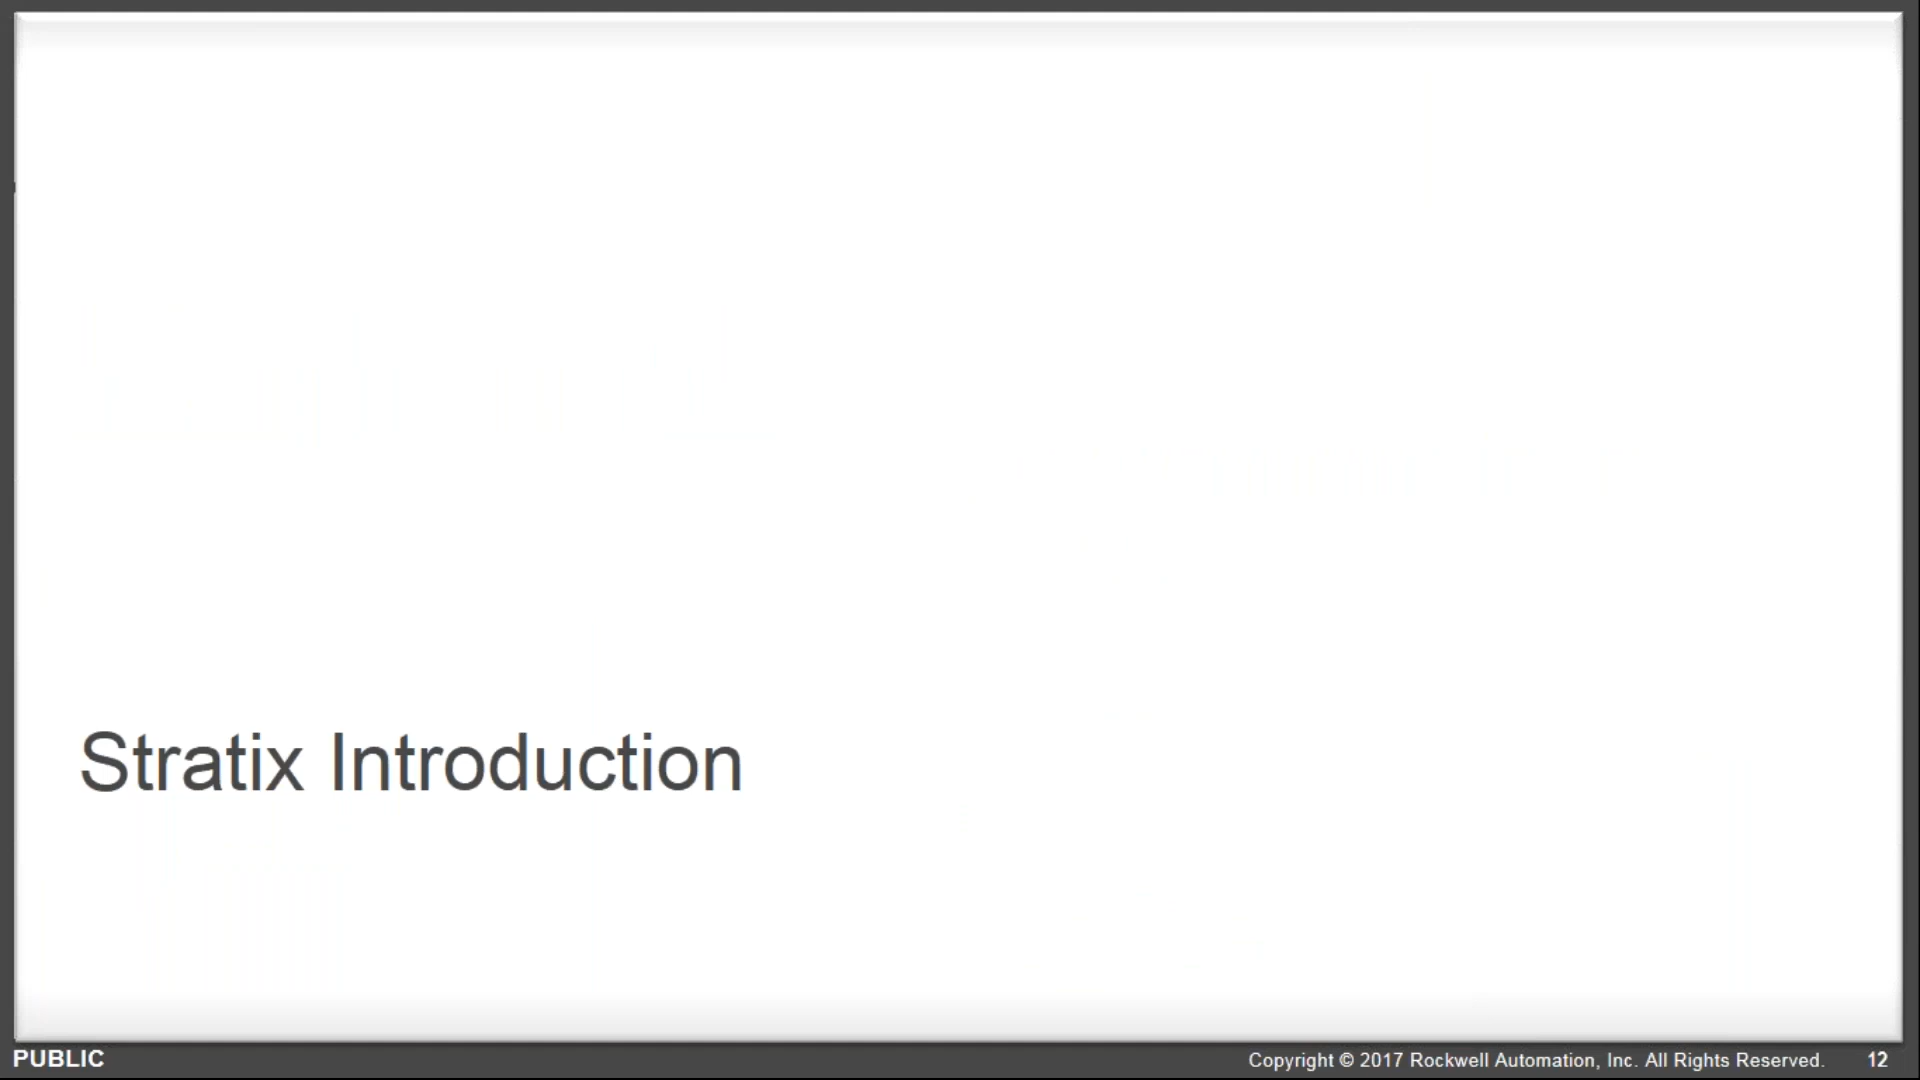 Stratix Introduction
PUBLIC
Copyright © 2017 Rockwell Automation, Inc. All Rights Reserved.
12